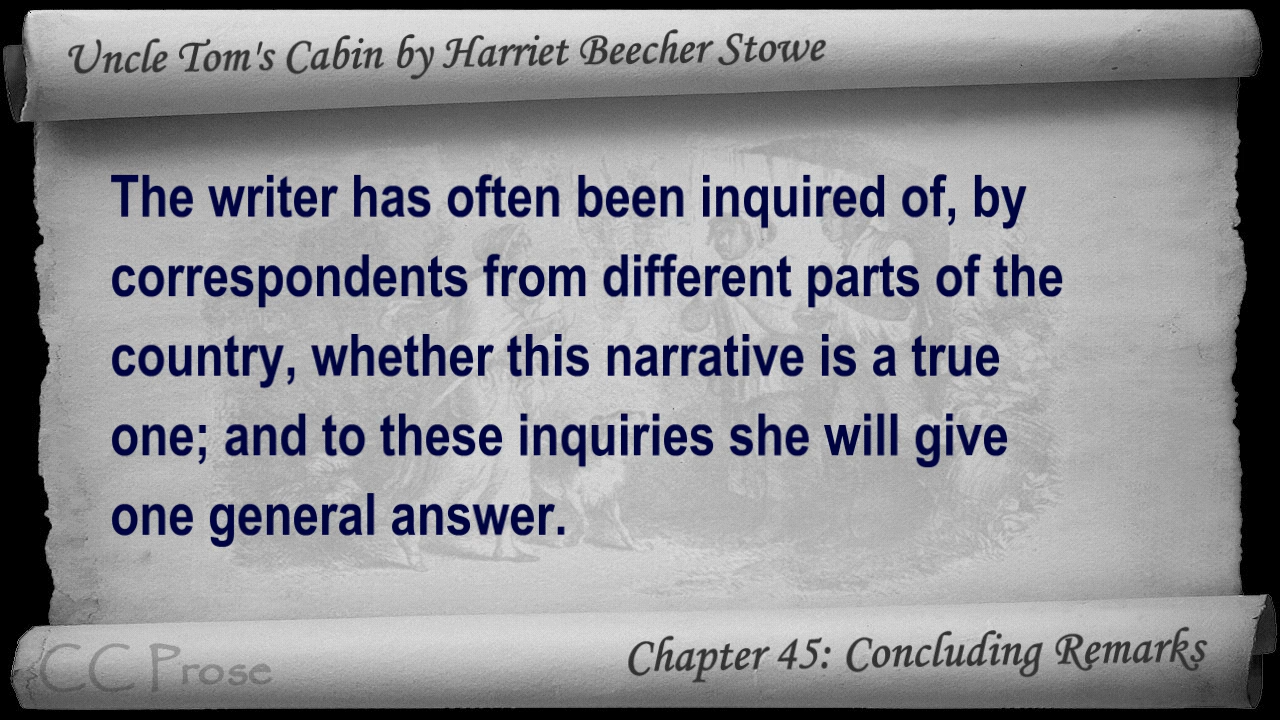 Uncle Tom's Cabin by Harriet Beecher Stowe
The writer has often been inquired of, by
correspondents from different parts of the
country, whether this narrative is a true
one; and to these inquiries she will give
one general answer.
CC Prose
Chapter 45: Concluding Remarks